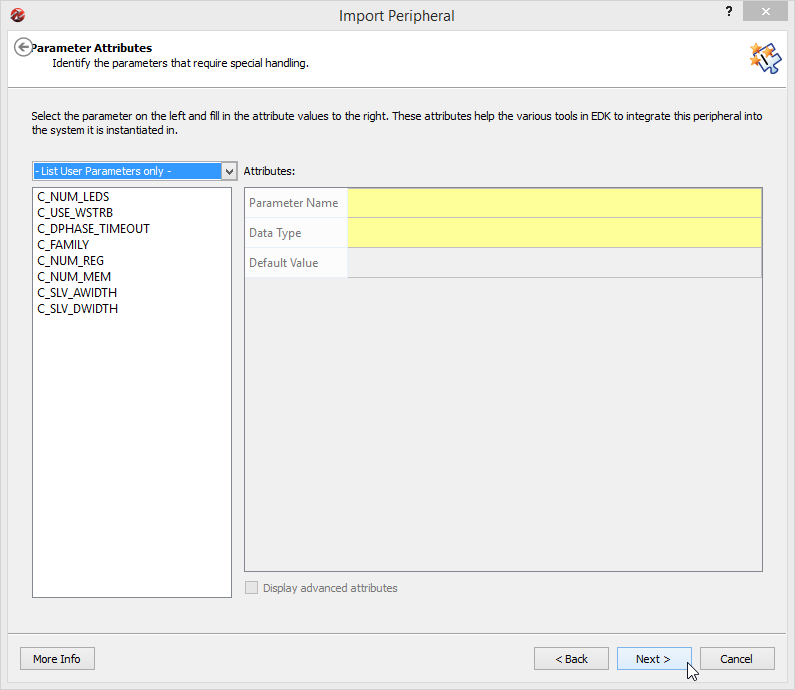 Import Peripheral
?
Parameter Attributes
Identify the parameters that require special handling.
Select the parameter on the left and fill in the attribute values to the right. These attributes help the various tools in EDK to integrate this peripheral into
the system it is instantiated in.
- List User Parameters only -
Attributes:
C_NUM_LEDS
C_USE_WSTRB
C_DPHASE_TIMEOUT
C_FAMILY
C_NUM_REG
C_NUM_MEM
C_SLV_AWIDTH
C_SLV_DWIDTH
Parameter Name
Data Type
Default Value
Display advanced attributes
More Info
< Back
Next >
Cancel